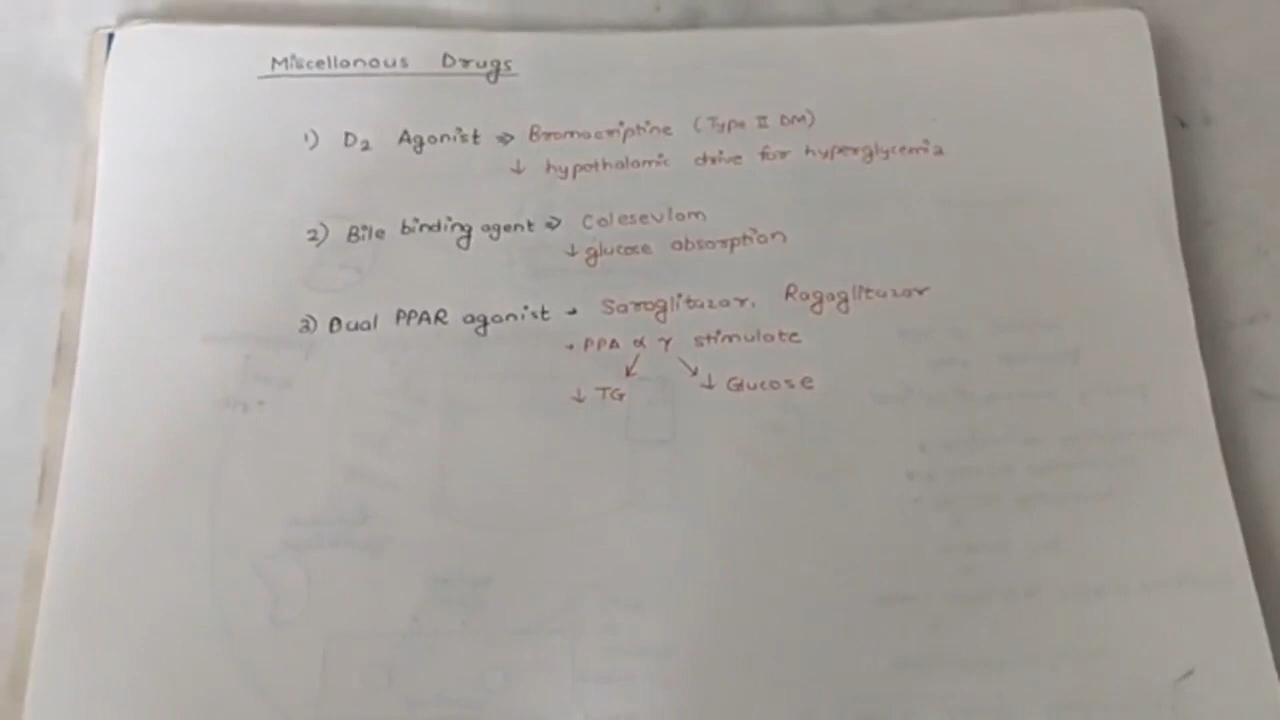 Miscellonous Drugs
1) D2 Agonist ⇒ Bromocriptine (Type II DM)
↓ hypothalamic drive for hyperglycemia
2) Bile binding agent ⇒ Colesevlam
↓ glucose absorption
3) Dual PPAR agonist → Saroglitazar, Ragaglitazar
→ PPA α γ stimulate
↓ TG ↓ Glucose